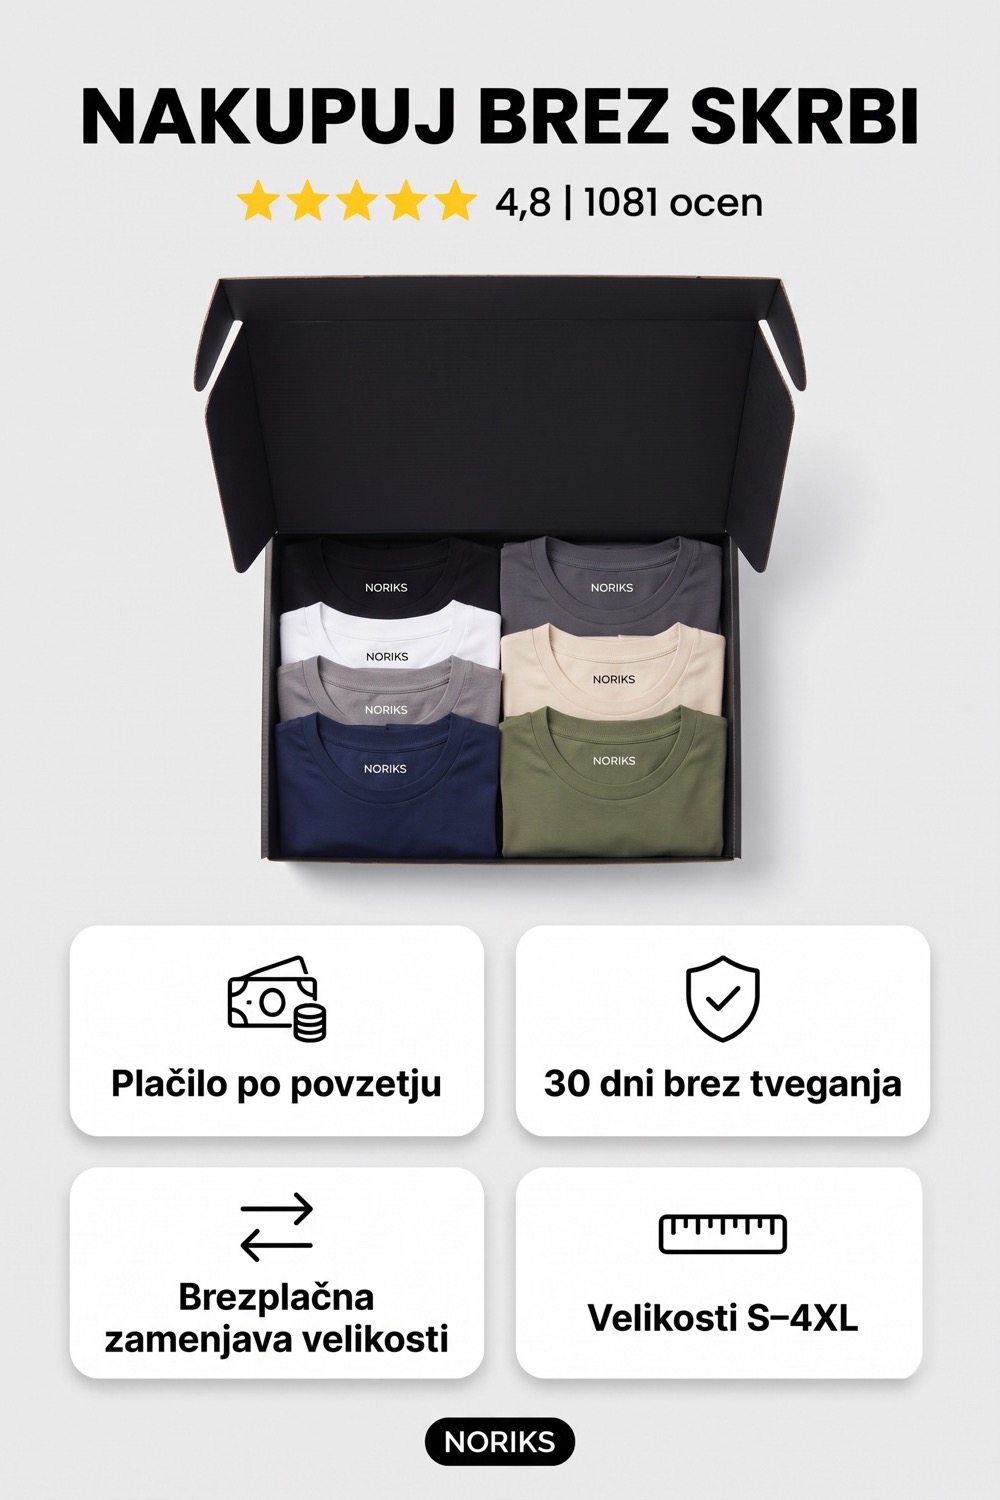 NAKUPUJ BREZ SKRBI
4,8 | 1081 ocen
NORIKS
NORIKS
NORIKS
NORIKS
NORIKS
NORIKS
NORIKS
Plačilo po povzetju
30 dni brez tveganja
Brezplačna
zamenjava velikosti
Velikosti S–4XL
NORIKS